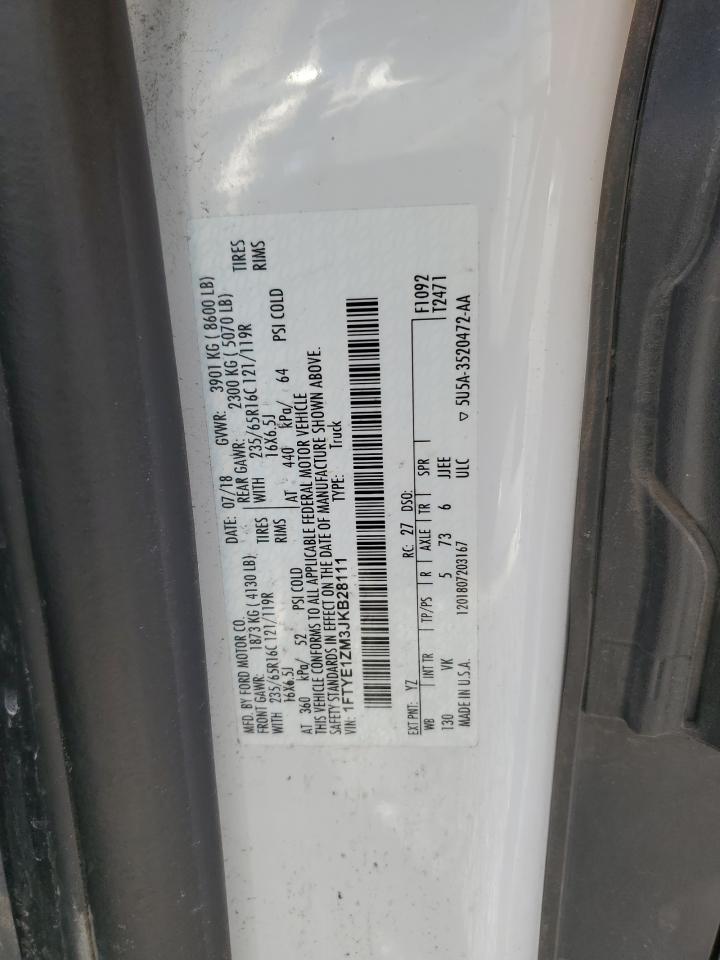 MFD. BY FORD MOTOR CO.
DATE: 07/18 GVWR: 3901 KG ( 8600 LB)
FRONT GAWR: 1873 KG ( 4130 LB)
REAR GAWR: 2300 KG ( 5070 LB)
WITH 235/65R16C 121/119R TIRES
WITH 235/65R16C 121/119R TIRES
16X6.5J RIMS
16X6.5J RIMS
AT 360 kPa/ 52 PSI COLD
AT 440 kPa/ 64 PSI COLD
THIS VEHICLE CONFORMS TO ALL APPLICABLE FEDERAL MOTOR VEHICLE
SAFETY STANDARDS IN EFFECT ON THE DATE OF MANUFACTURE SHOWN ABOVE.
VIN: 1FTYE1ZM3JKB28111 TYPE: Truck
F1092
T2471
EXT PNT: YZ RC: 27 DSO:
WB INT TR TP/PS R AXLE TR SPR
130 VK 5 73 6 JJEE
MADE IN U.S.A. 1201807203167 ULC ▽ 5U5A-3520472-AA